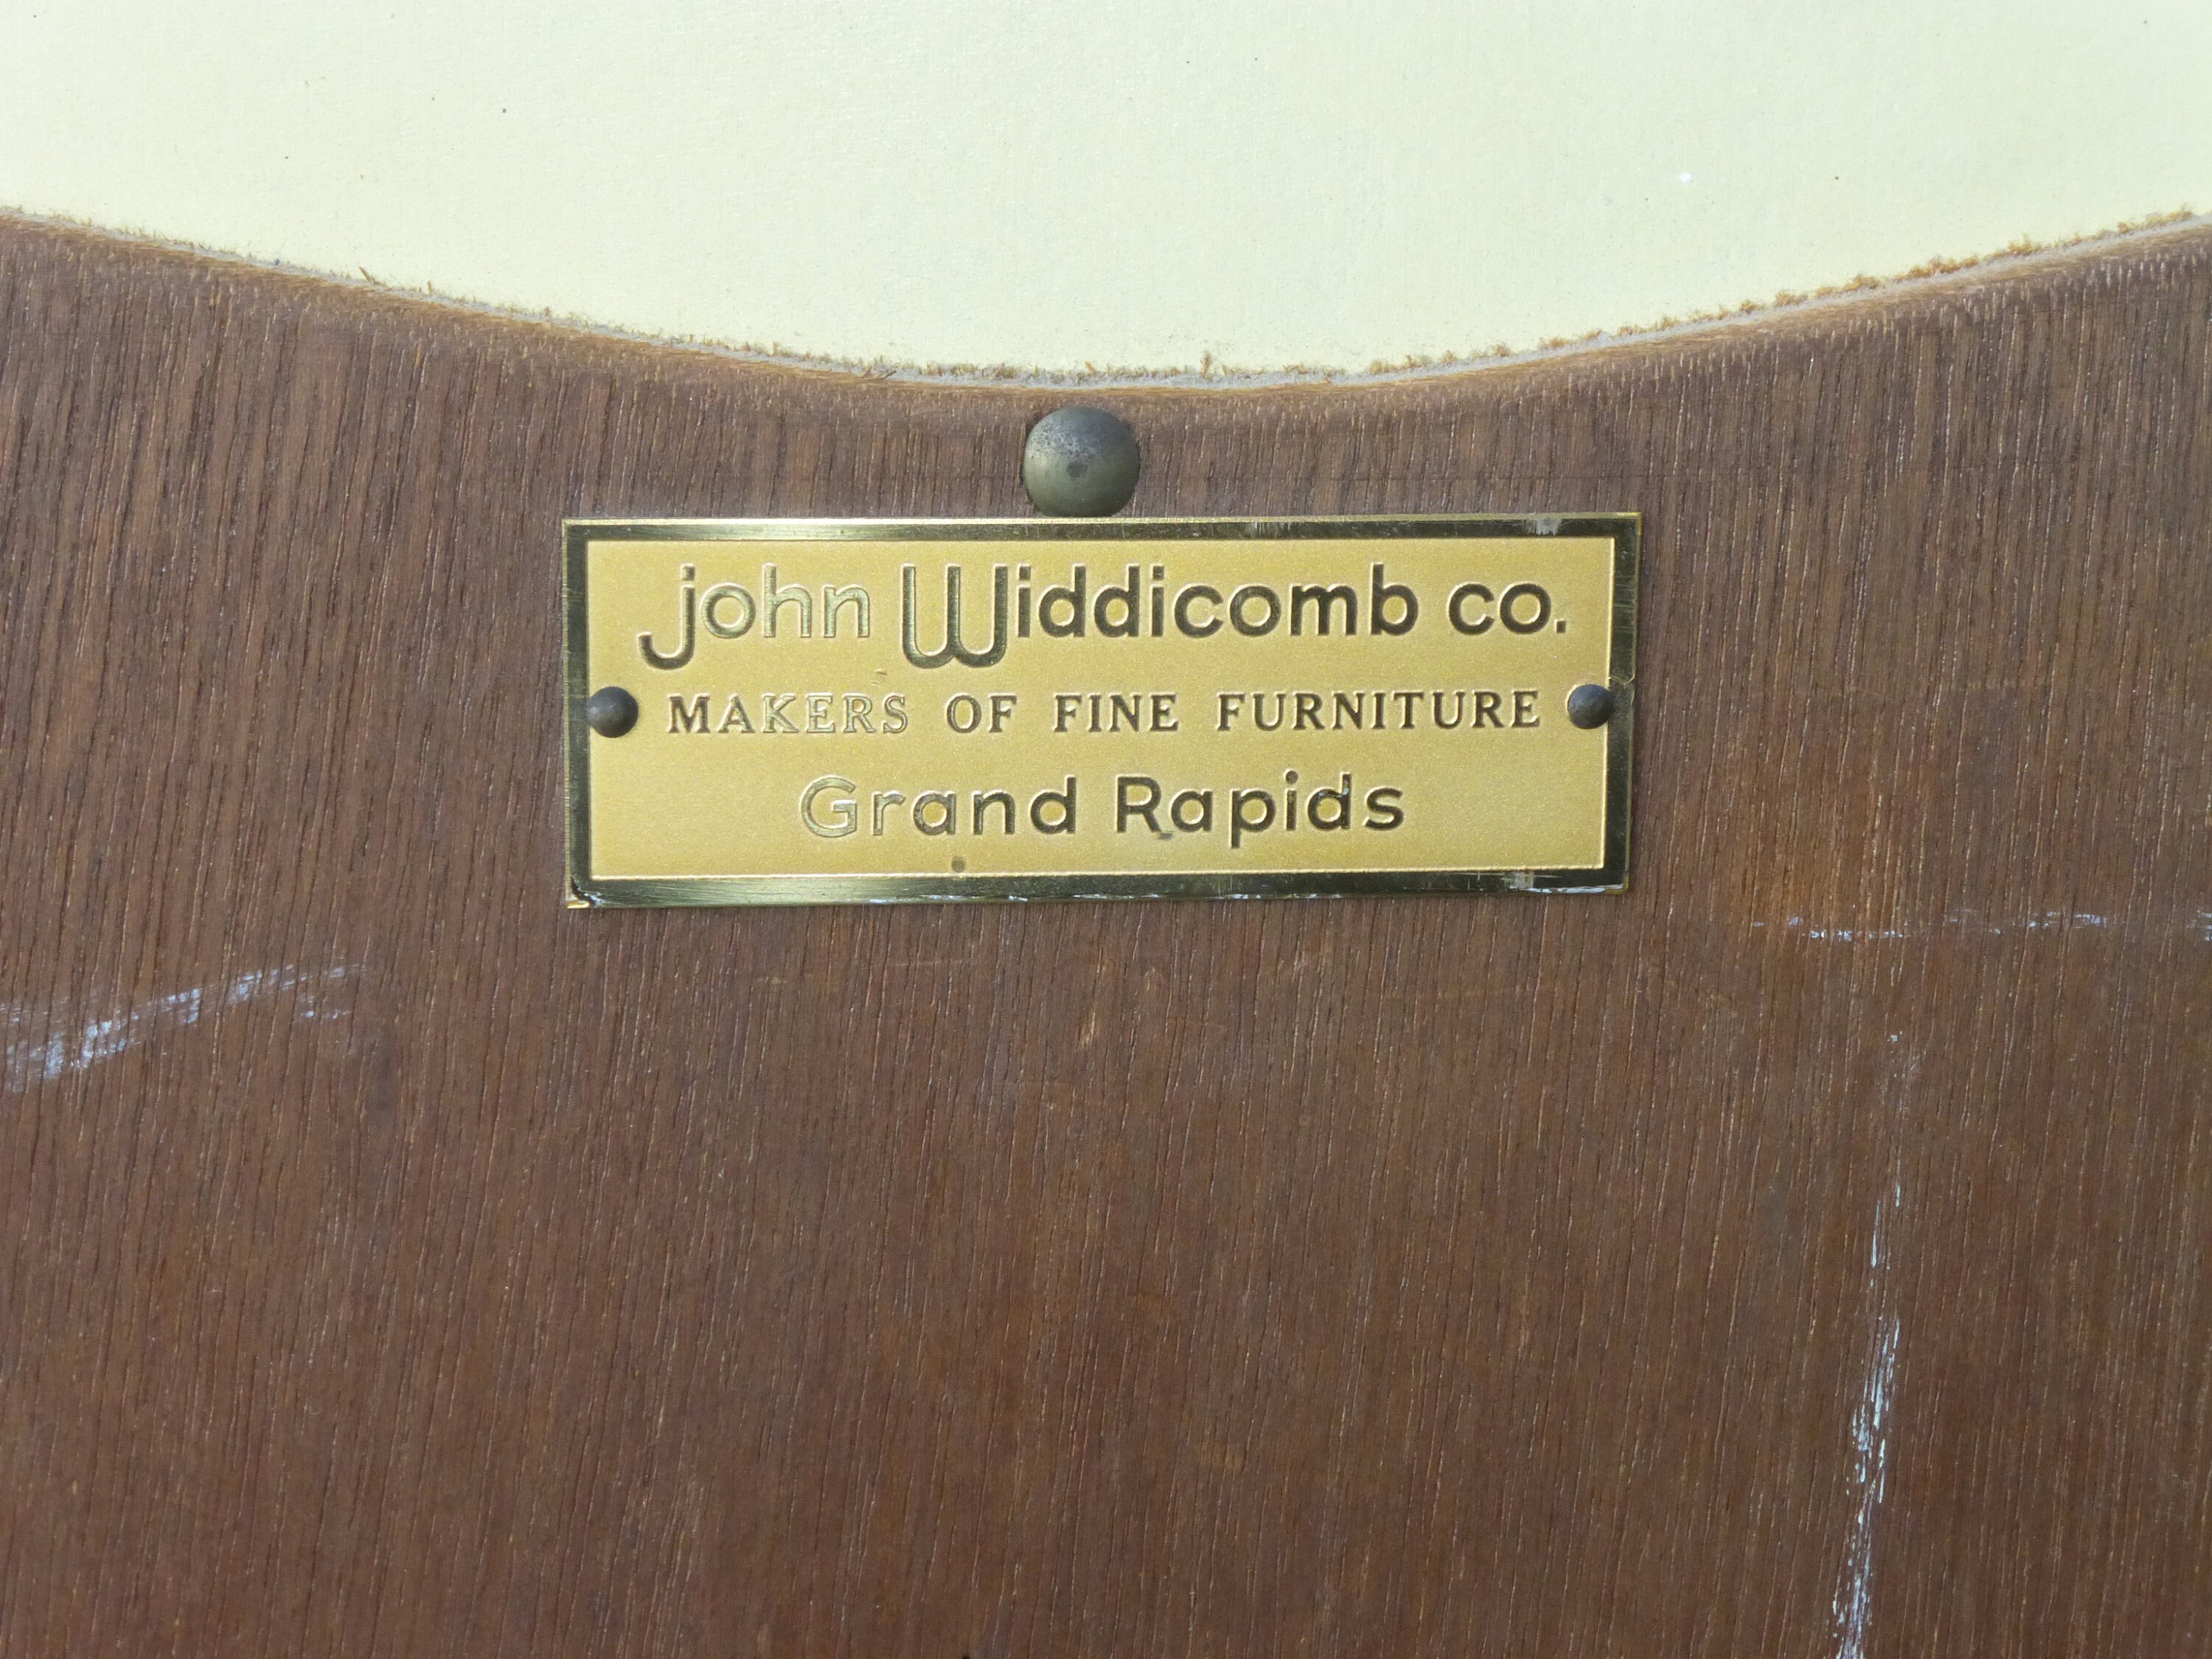 john Widdicomb co.
MAKERS OF FINE FURNITURE
Grand Rapids